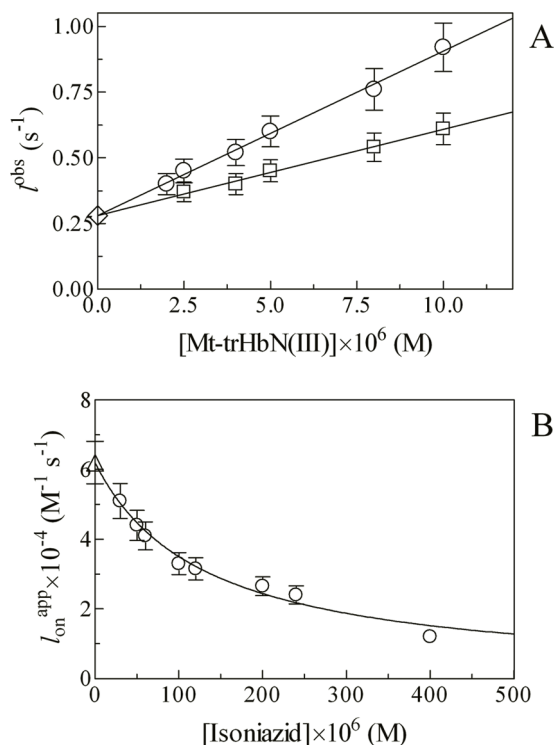 A
1.00
0.75
0.50
0.25
0.00
l^obs (s^-1)
0.0 2.5 5.0 7.5 10.0
[Mt-trHbN(III)]×10^6 (M)
B
8
6
4
2
0
l_on^app×10^-4 (M^-1 s^-1)
0 100 200 300 400 500
[Isoniazid]×10^6 (M)